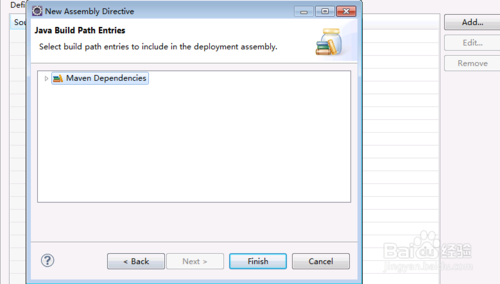 New Assembly Directive
Defi
Sou
Java Build Path Entries
Select build path entries to include in the deployment assembly.
Maven Dependencies
Add...
Edit...
Remove
?
< Back
Next >
Finish
Cancel
Baidu 经验
jingyan.baidu.com